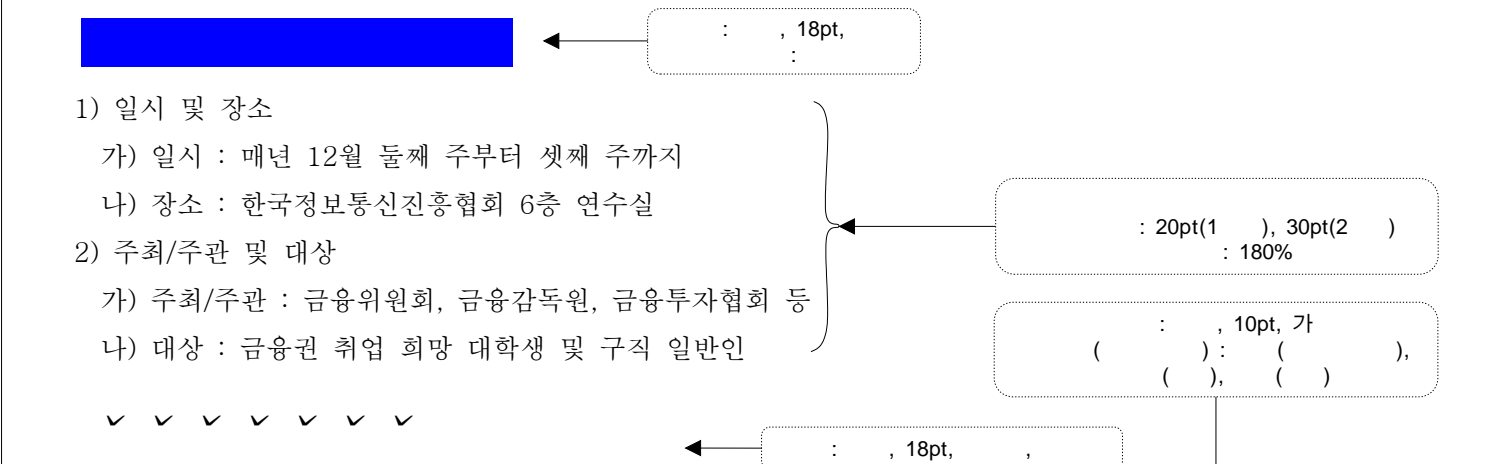 : , 18pt,
:
1) 일시 및 장소
가) 일시 : 매년 12월 둘째 주부터 셋째 주까지
나) 장소 : 한국정보통신진흥협회 6층 연수실
: 20pt(1 ), 30pt(2 )
: 180%
2) 주최/주관 및 대상
가) 주최/주관 : 금융위원회, 금융감독원, 금융투자협회 등
나) 대상 : 금융권 취업 희망 대학생 및 구직 일반인
: , 10pt, 가
( ) : ( ),
( ), ( )
✓ ✓ ✓ ✓ ✓ ✓ ✓
: , 18pt, ,